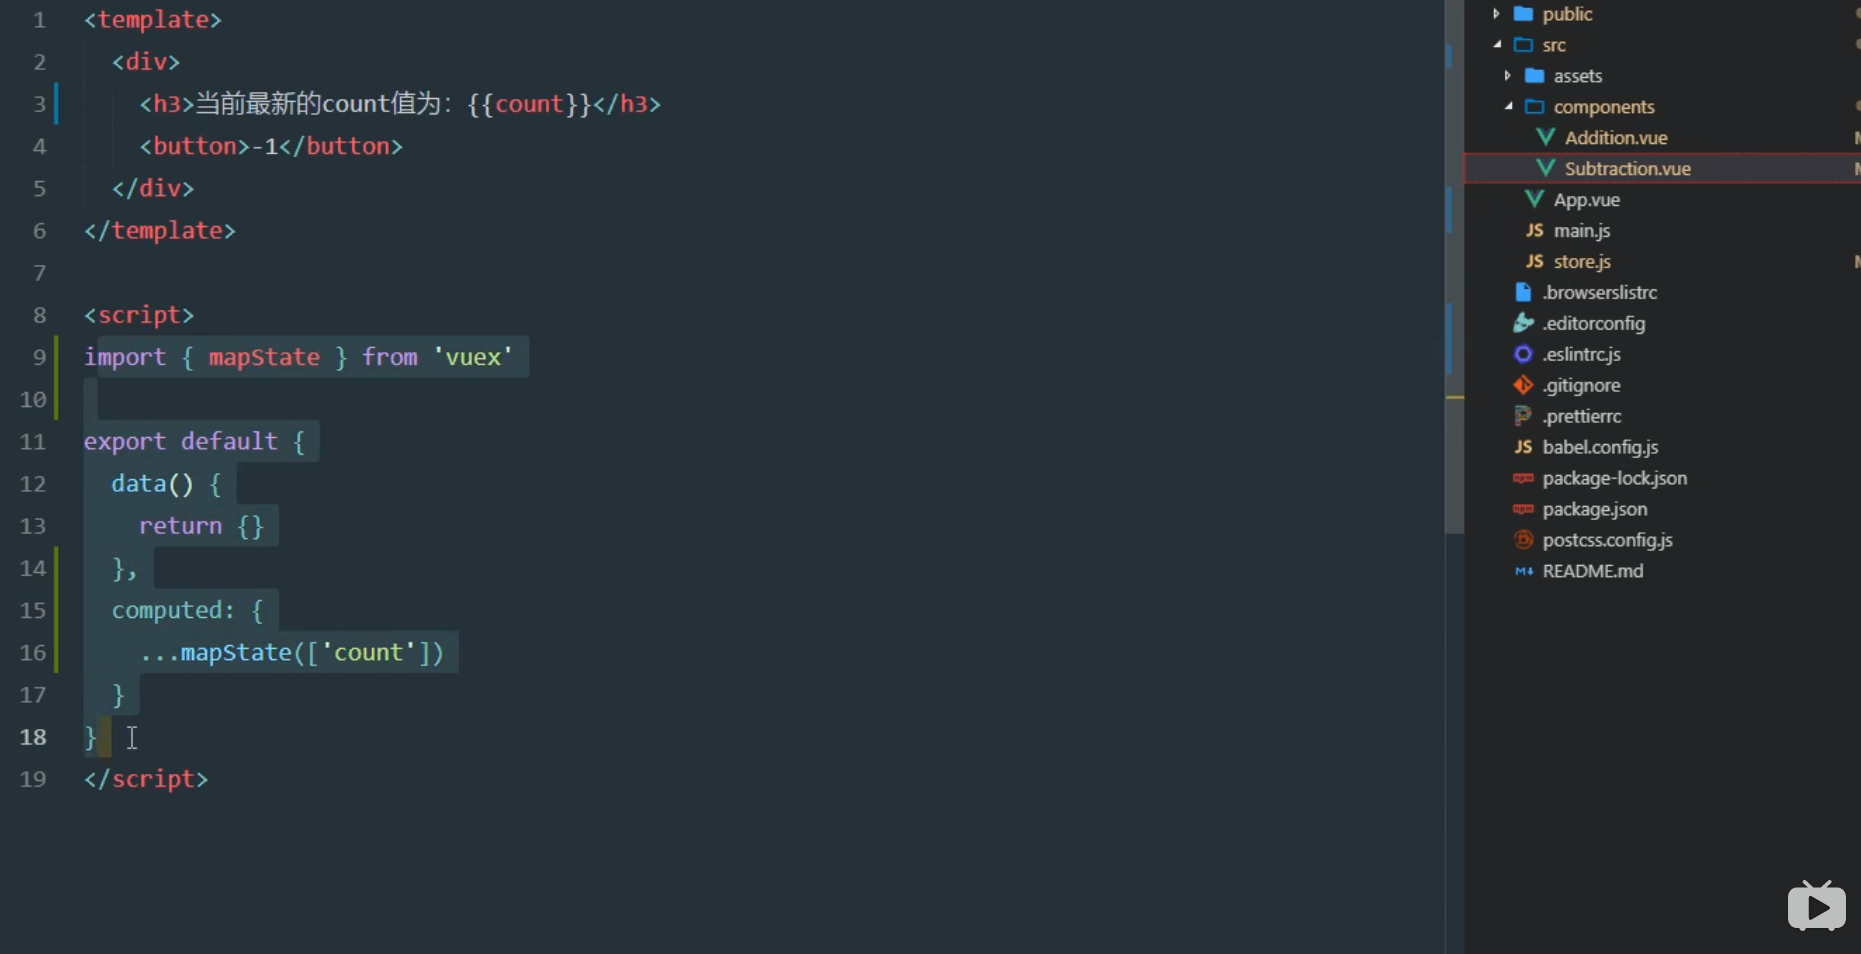 1 <template>
2 <div>
3 <h3>当前最新的count值为：{{count}}</h3>
4 <button>-1</button>
5 </div>
6 </template>
7
8 <script>
9 import { mapState } from 'vuex'
10
11 export default {
12 data() {
13 return {}
14 },
15 computed: {
16 ...mapState(['count'])
17 }
18 }
19 </script>
public
src
assets
components
Addition.vue M
Subtraction.vue M
App.vue
JS main.js
JS store.js M
.browserslistrc
.editorconfig
.eslintrc.js
.gitignore
.prettierrc
JS babel.config.js
package-lock.json
package.json
postcss.config.js
M↓ README.md